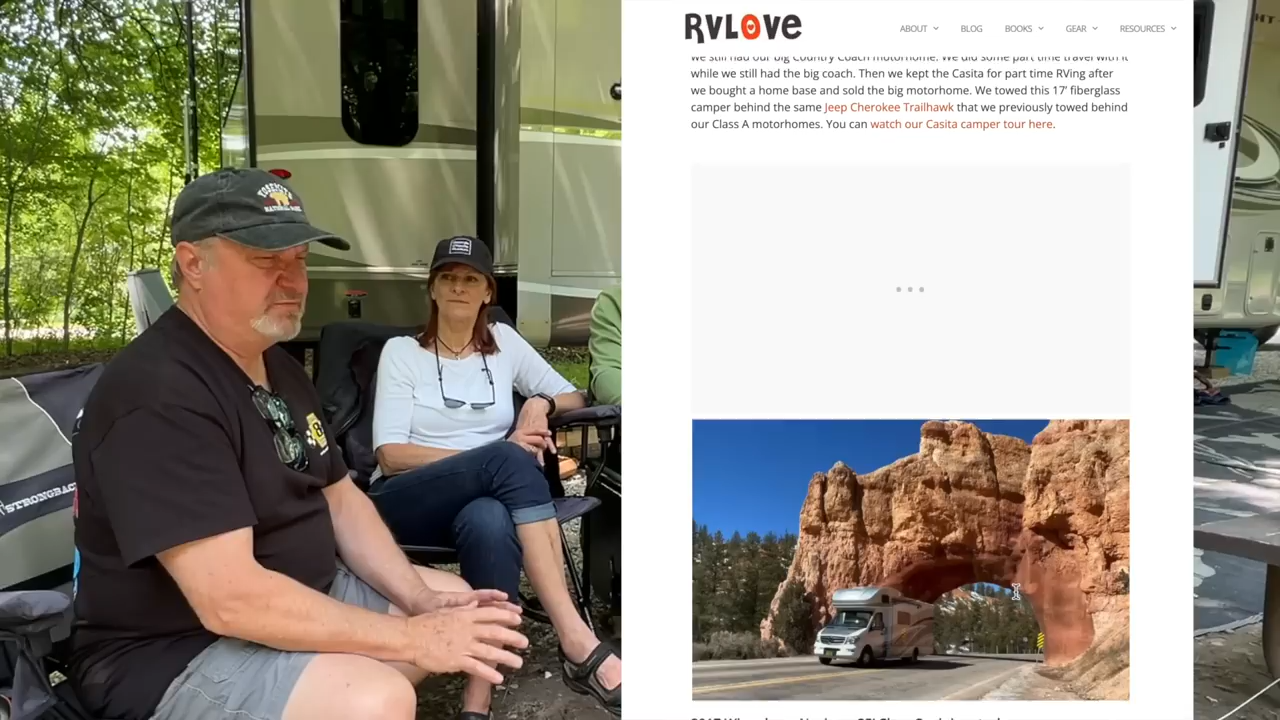 YOSEMITE
NATIONAL PARK
STRONGBAC
RVLOVE
ABOUT
BLOG
BOOKS
GEAR
RESOURCES
we still had our big Country Coach motorhome. We did some part time travel with it
while we still had the big coach. Then we kept the Casita for part time RVing after
we bought a home base and sold the big motorhome. We towed this 17' fiberglass
camper behind the same Jeep Cherokee Trailhawk that we previously towed behind
our Class A motorhomes. You can watch our Casita camper tour here.